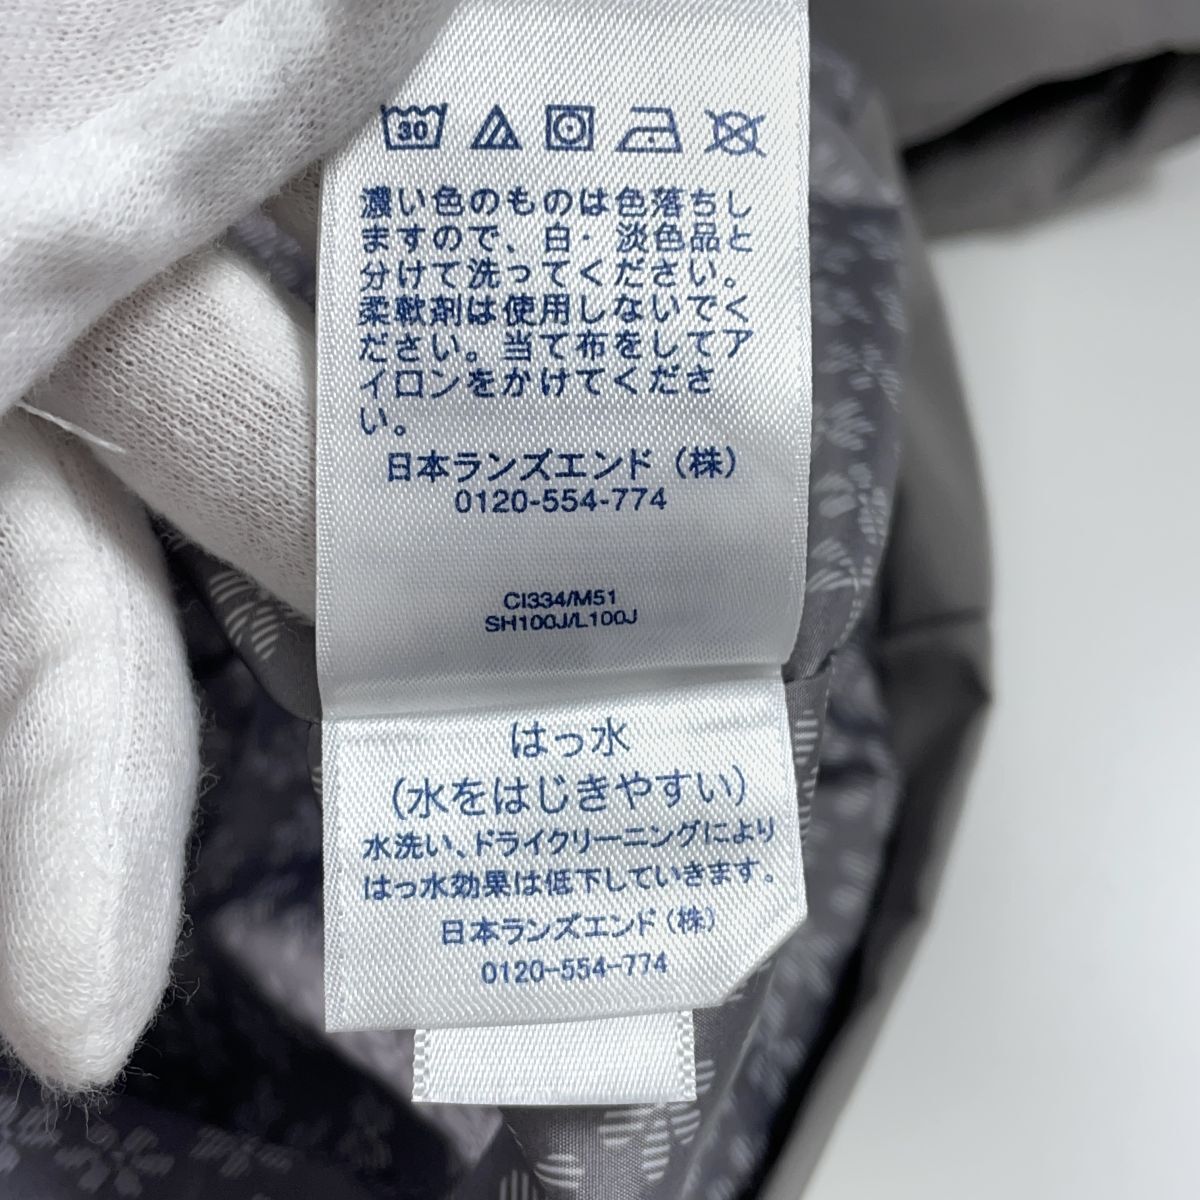 30
濃い色のものは色落ちし
ますので、白・淡色品と
分けて洗ってください。
柔軟剤は使用しないでく
ださい。当て布をしてア
イロンをかけてくださ
い。
日本ランズエンド（株）
0120-554-774
CI334/M51
SH100J/L100J
はっ水
（水をはじきやすい）
水洗い、ドライクリーニングにより
はっ水効果は低下していきます。
日本ランズエンド（株）
0120-554-774